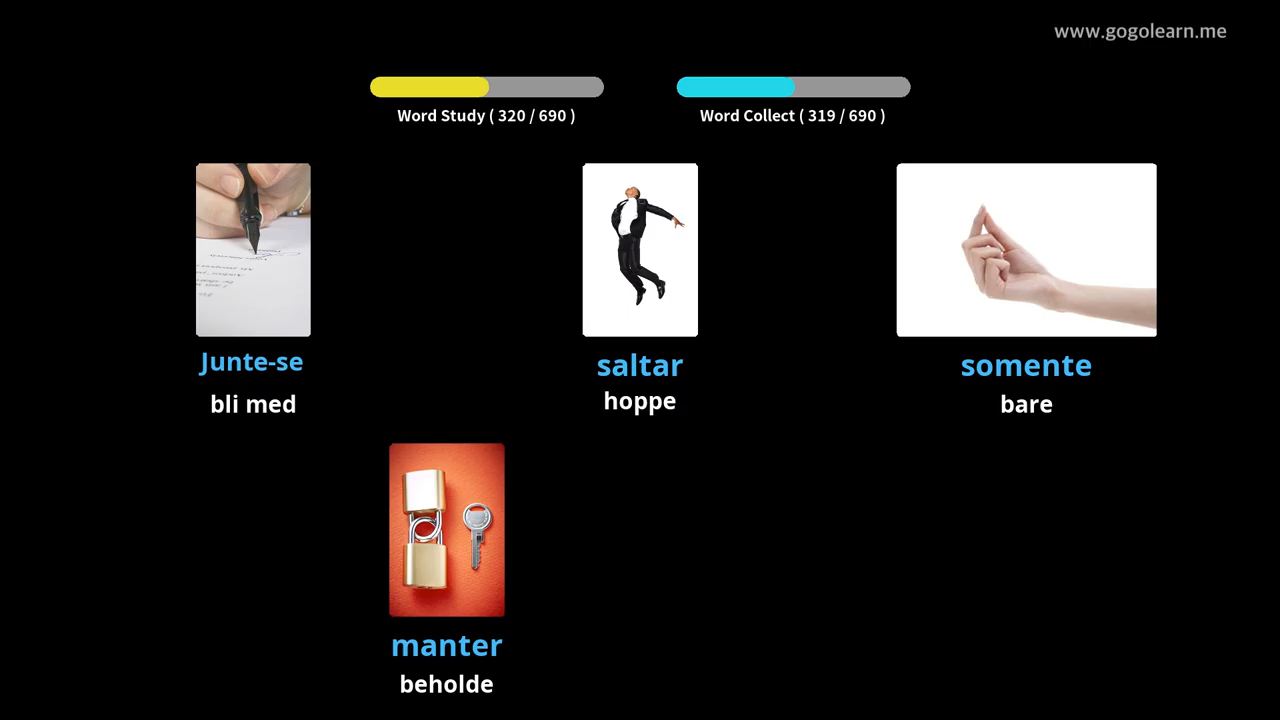 www.gogolearn.me
Word Study ( 320 / 690 )
Word Collect ( 319 / 690 )
Junte-se
bli med
saltar
hoppe
somente
bare
manter
beholde